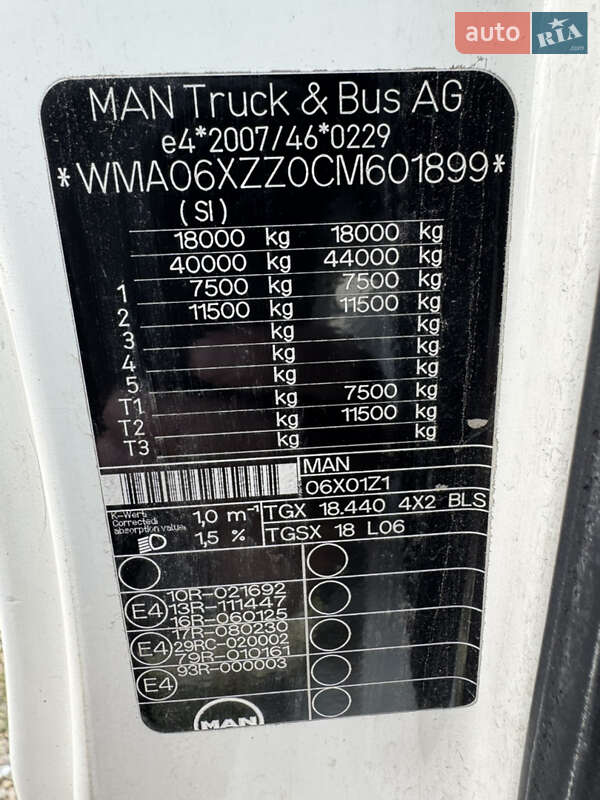 auto RIA.com
MAN Truck & Bus AG
e4*2007/46*0229
*WMA06XZZ0CM601899*
(SI)
18000 kg 18000 kg
40000 kg 44000 kg
1 7500 kg 7500 kg
2 11500 kg 11500 kg
3 kg kg
4 kg kg
5 kg kg
T1 kg 7500 kg
T2 kg 11500 kg
T3 kg kg
MAN
06X01Z1
K-Wert:
Corrected
absorption value
1,0 m⁻¹
TGX 18.440 4X2 BLS
1,5 %
TGSX 18 L06
10R-021692
E4 13R-111447
16R-060125
17R-080230
E4 29RC-020002
79R-010161
E4 93R-000003
MAN